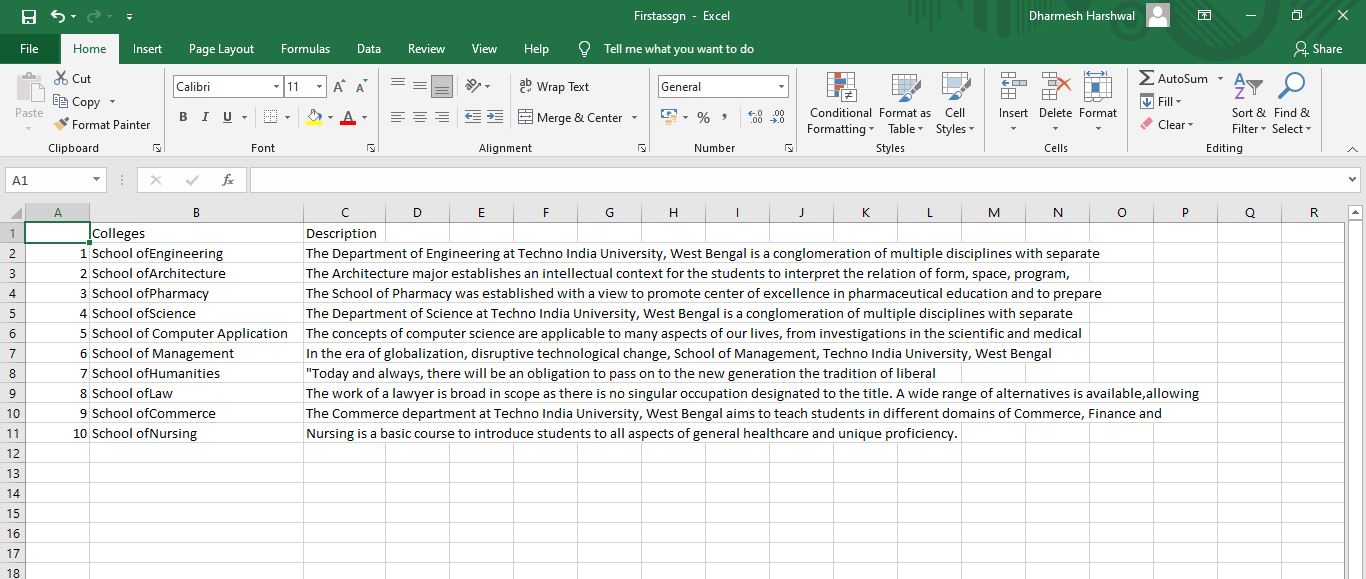 Firstassgn - Excel
Dharmesh Harshwal
File Home Insert Page Layout Formulas Data Review View Help Tell me what you want to do Share
Paste
Cut
Copy
Format Painter
Clipboard
Calibri 11 A A
B I U A
Font
ab Wrap Text
Merge & Center
Alignment
General
% , .0 .00 .00 .0
Number
Conditional Formatting
Format as Table
Cell Styles
Styles
Insert Delete Format
Cells
AutoSum
Fill
Clear
Sort & Filter
Find & Select
Editing
A1 fx
A B C D E F G H I J K L M N O P Q R
1 Colleges Description
2 1 School ofEngineering The Department of Engineering at Techno India University, West Bengal is a conglomeration of multiple disciplines with separate
3 2 School ofArchitecture The Architecture major establishes an intellectual context for the students to interpret the relation of form, space, program,
4 3 School ofPharmacy The School of Pharmacy was established with a view to promote center of excellence in pharmaceutical education and to prepare
5 4 School ofScience The Department of Science at Techno India University, West Bengal is a conglomeration of multiple disciplines with separate
6 5 School of Computer Application The concepts of computer science are applicable to many aspects of our lives, from investigations in the scientific and medical
7 6 School of Management In the era of globalization, disruptive technological change, School of Management, Techno India University, West Bengal
8 7 School ofHumanities "Today and always, there will be an obligation to pass on to the new generation the tradition of liberal
9 8 School ofLaw The work of a lawyer is broad in scope as there is no singular occupation designated to the title. A wide range of alternatives is available,allowing
10 9 School ofCommerce The Commerce department at Techno India University, West Bengal aims to teach students in different domains of Commerce, Finance and
11 10 School ofNursing Nursing is a basic course to introduce students to all aspects of general healthcare and unique proficiency.
12
13
14
15
16
17
18